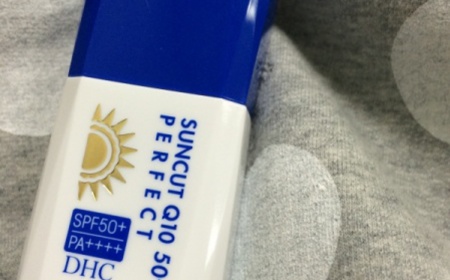 SUNCUT Q10 50
PERFECT
SPF50+
PA++++
DHC